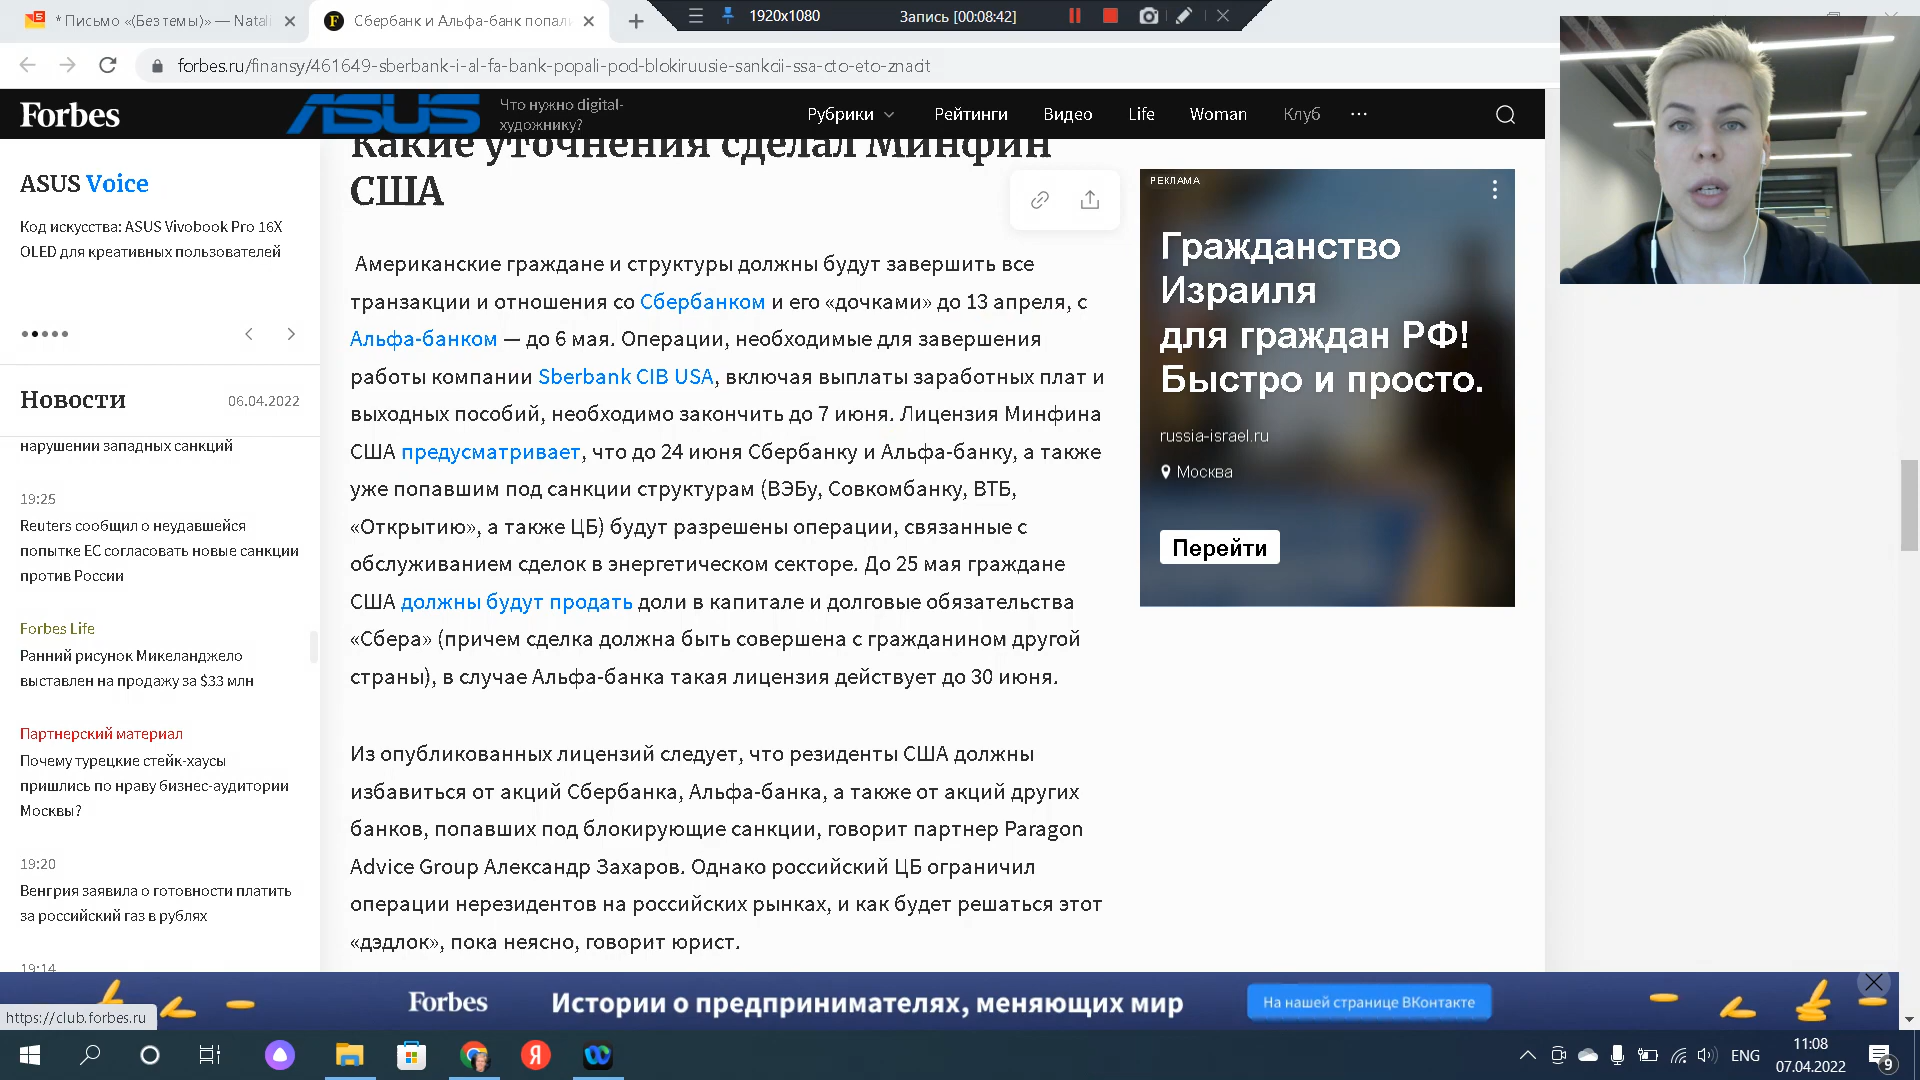 * Письмо «(Без темы)» — Natali
Сбербанк и Альфа-банк попали
1920x1080
Запись [00:08:42]
forbes.ru/finansy/461649-sberbank-i-al-fa-bank-popali-pod-blokiruusie-sankcii-ssa-cto-eto-znacit
Forbes
ASUS
Что нужно digital-
художнику?
Рубрики
Рейтинги
Видео
Life
Woman
Клуб
ASUS Voice
Код искусства: ASUS Vivobook Pro 16X
OLED для креативных пользователей
Новости
06.04.2022
нарушении западных санкций
19:25
Reuters сообщил о неудавшейся
попытке ЕС согласовать новые санкции
против России
Forbes Life
Ранний рисунок Микеланджело
выставлен на продажу за $33 млн
Партнерский материал
Почему турецкие стейк-хаусы
пришлись по нраву бизнес-аудитории
Москвы?
19:20
Венгрия заявила о готовности платить
за российский газ в рублях
19:14
Какие уточнения сделал Минфин
США
Американские граждане и структуры должны будут завершить все
транзакции и отношения со Сбербанком и его «дочками» до 13 апреля, с
Альфа-банком — до 6 мая. Операции, необходимые для завершения
работы компании Sberbank CIB USA, включая выплаты заработных плат и
выходных пособий, необходимо закончить до 7 июня. Лицензия Минфина
США предусматривает, что до 24 июня Сбербанку и Альфа-банку, а также
уже попавшим под санкции структурам (ВЭБу, Совкомбанку, ВТБ,
«Открытию», а также ЦБ) будут разрешены операции, связанные с
обслуживанием сделок в энергетическом секторе. До 25 мая граждане
США должны будут продать доли в капитале и долговые обязательства
«Сбера» (причем сделка должна быть совершена с гражданином другой
страны), в случае Альфа-банка такая лицензия действует до 30 июня.
Из опубликованных лицензий следует, что резиденты США должны
избавиться от акций Сбербанка, Альфа-банка, а также от акций других
банков, попавших под блокирующие санкции, говорит партнер Paragon
Advice Group Александр Захаров. Однако российский ЦБ ограничил
операции нерезидентов на российских рынках, и как будет решаться этот
«дэдлок», пока неясно, говорит юрист.
РЕКЛАМА
Гражданство
Израиля
для граждан РФ!
Быстро и просто.
russia-israel.ru
Москва
Перейти
Forbes
Истории о предпринимателях, меняющих мир
На нашей странице ВКонтакте
https://club.forbes.ru
Я
ENG
11:08
07.04.2022
9